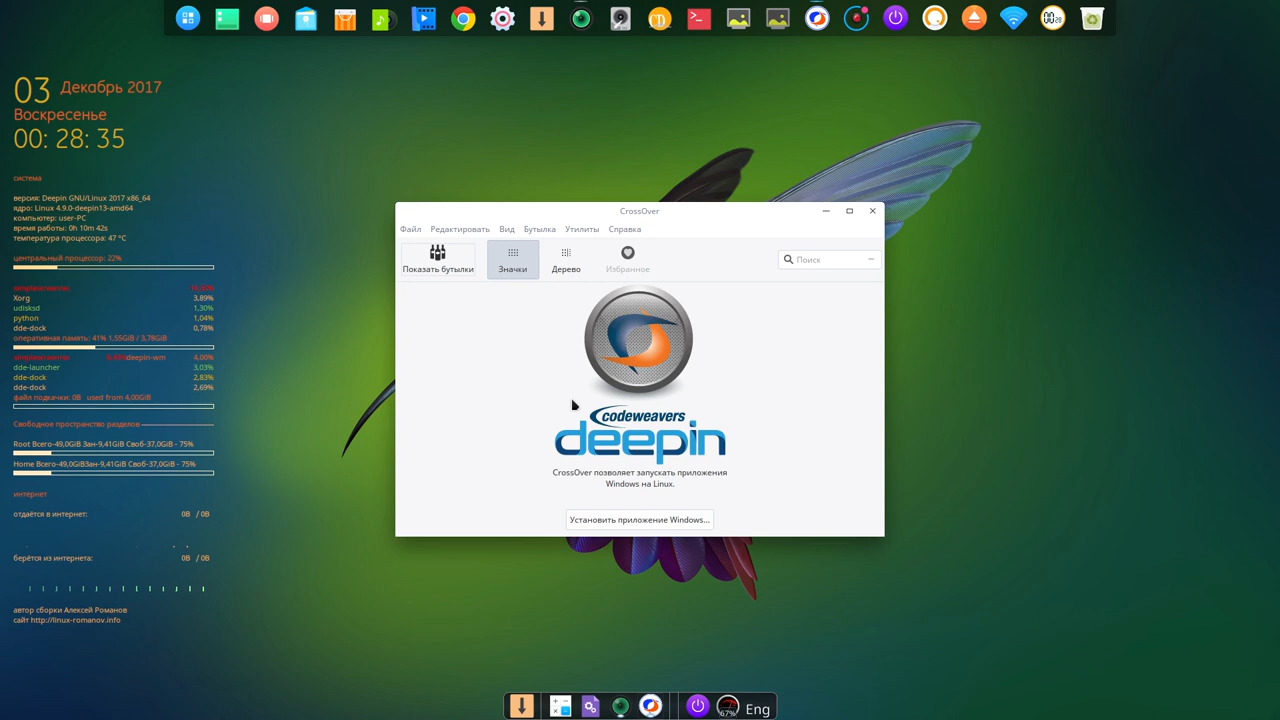 03 Декабрь 2017
Воскресенье
00: 28: 35
система
версия: Deepin GNU/Linux 2017 x86_64
ядро: Linux 4.9.0-deepin13-amd64
компьютер: user-PC
время работы: 0h 10m 42s
температура процессора: 47 °C
центральный процессор: 22%
Xorg 3,89%
udisksd 1,30%
python 1,04%
dde-dock 0,78%
оперативная память: 41% 1,55GiB / 3,78GiB
deepin-wm 4,00%
dde-launcher 3,03%
dde-dock 2,83%
dde-dock 2,69%
файл подкачки: 0B used from 4,00GiB
Свободное пространство разделов
Root Всего-49,0GiB Зан-9,41GiB Своб-37,0GiB - 75%
Home Всего-49,0GiBЗан-9,41GiB Своб-37,0GiB - 75%
интернет
отдаётся в интернет: 0B / 0B
берётся из интернета: 0B / 0B
автор сборки Алексей Романов
сайт http://linux-romanov.info
CrossOver
Файл Редактировать Вид Бутылка Утилиты Справка
Показать бутылки Значки Дерево Избранное Поиск
codeweavers
deepin
CrossOver позволяет запускать приложения
Windows на Linux.
Установить приложение Windows...
67% Eng